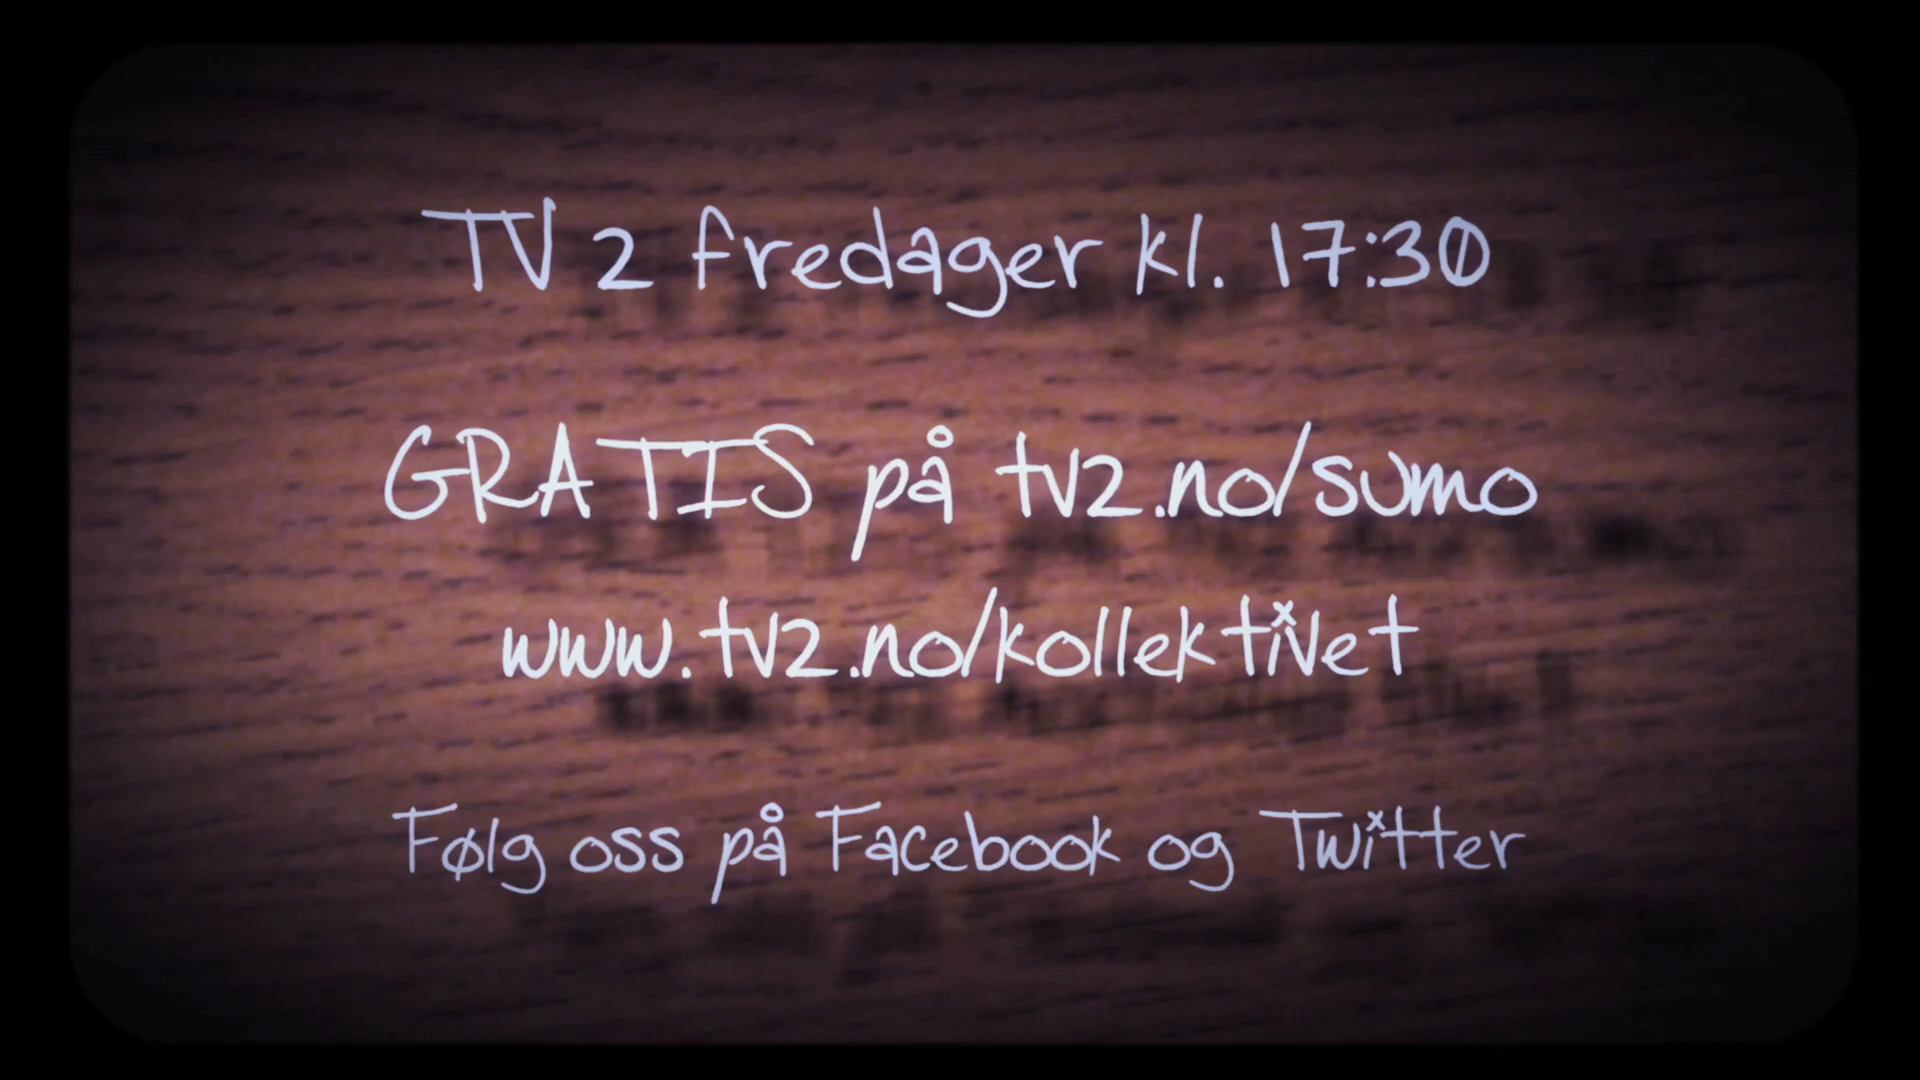 TV 2 fredager kl. 17:30
GRATIS på tv2.no/sumo
www.tv2.no/kollektivet
Følg oss på Facebook og Twitter